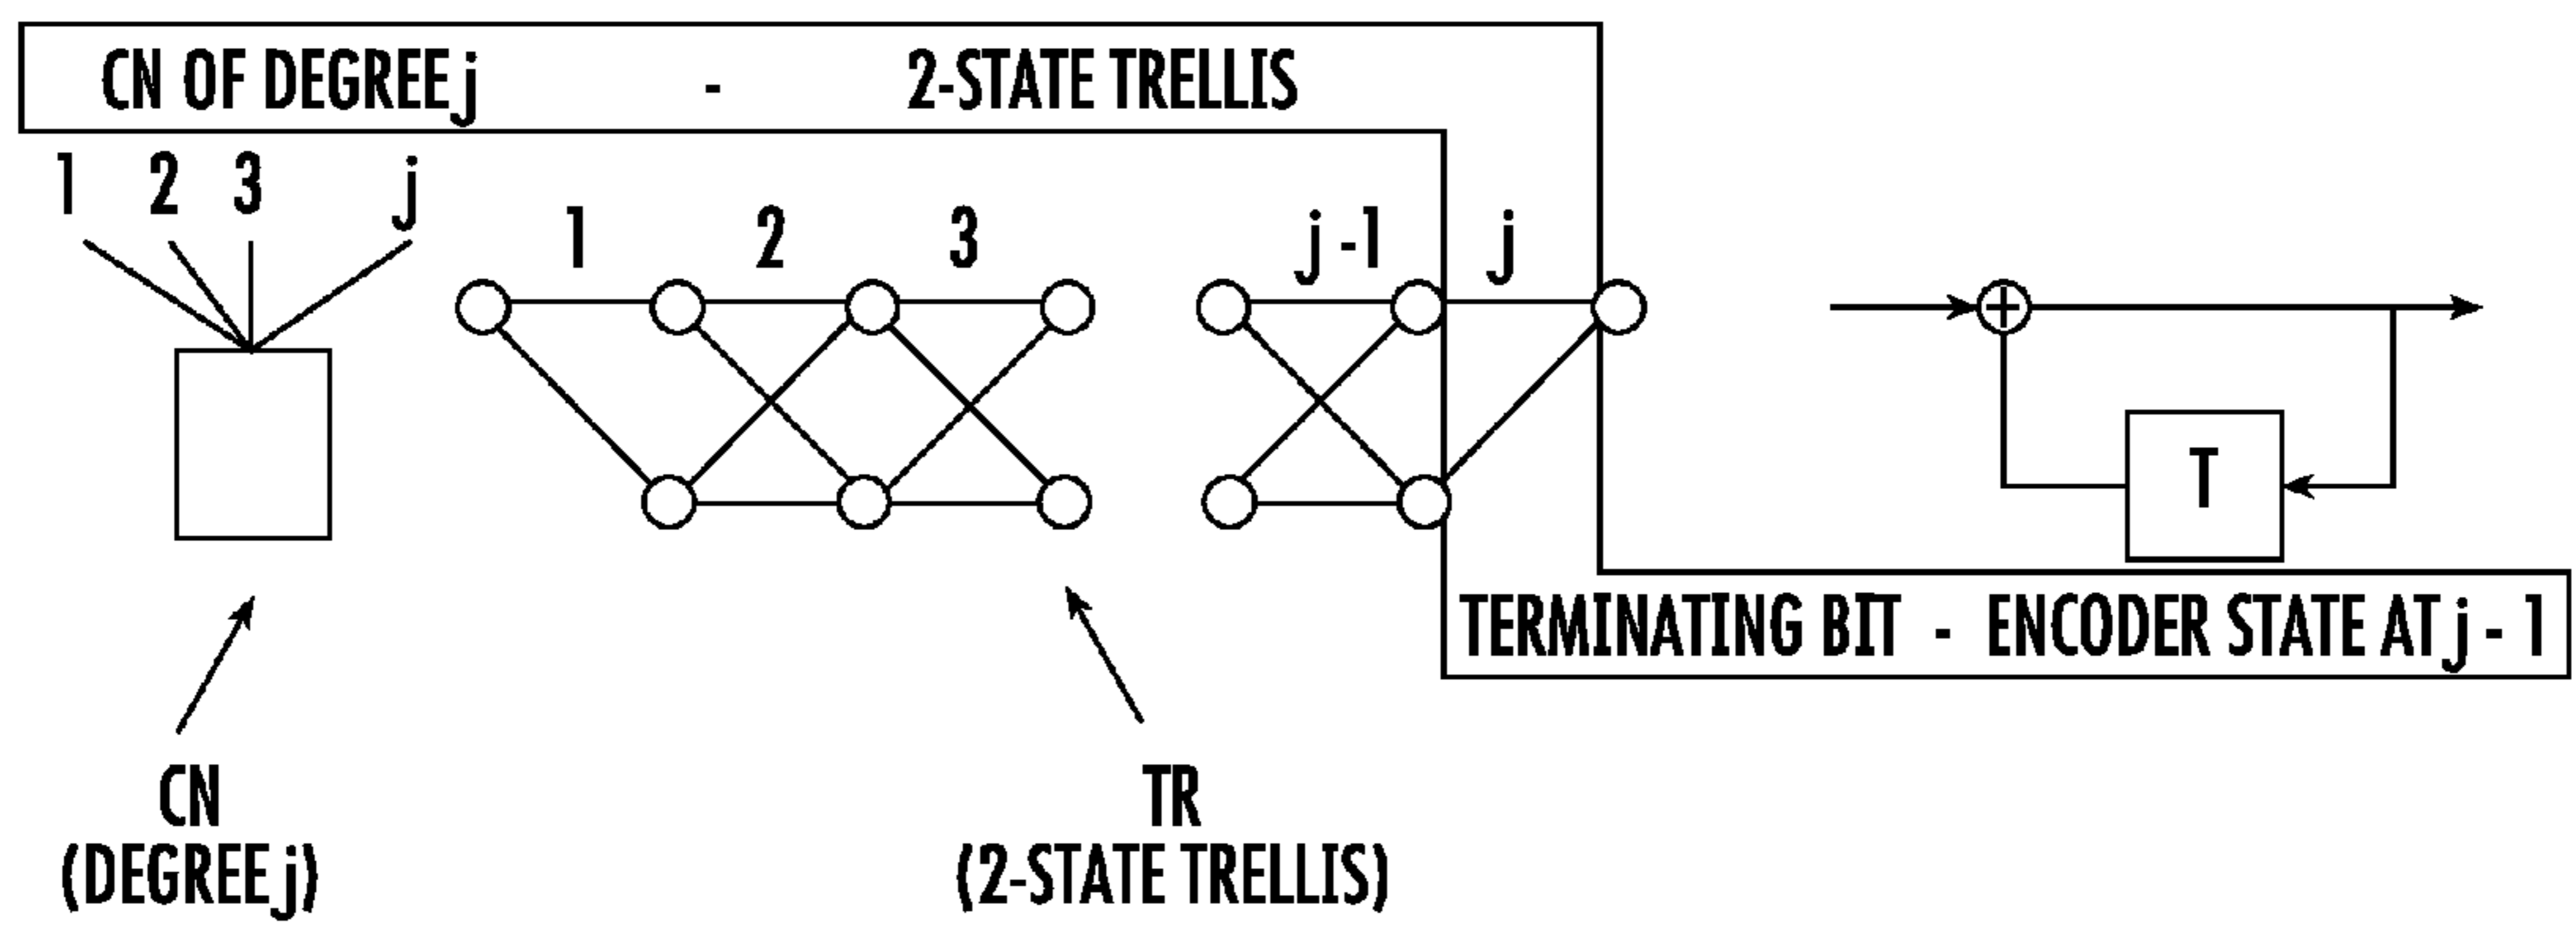 CN OF DEGREE j - 2-STATE TRELLIS
1 2 3 j
1 2 3 j-1 j
+
T
TERMINATING BIT - ENCODER STATE AT j - 1
CN
(DEGREE j)
TR
(2-STATE TRELLIS)